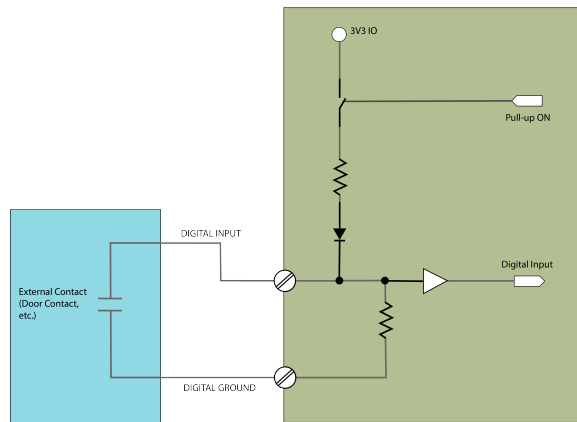 3V3 IO
Pull-up ON
DIGITAL INPUT
Digital Input
External Contact
(Door Contact,
etc.)
DIGITAL GROUND